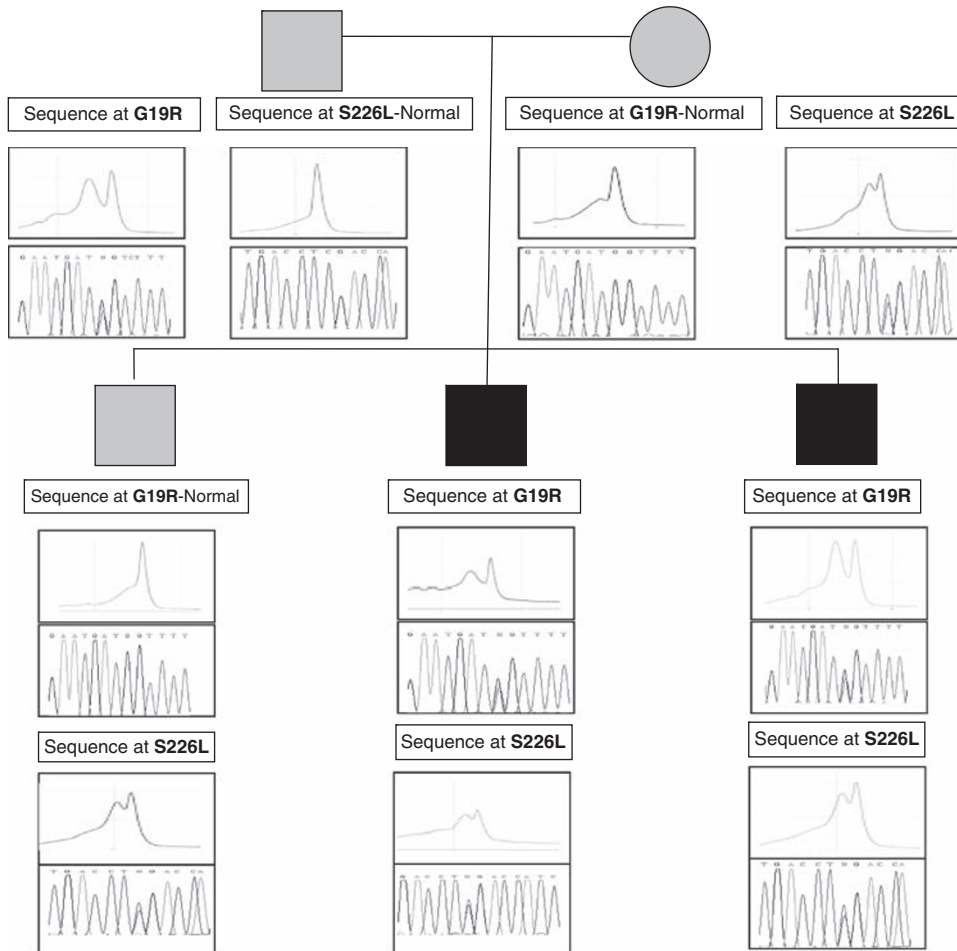 Sequence at G19R
Sequence at S226L-Normal
Sequence at G19R-Normal
Sequence at S226L
G A A T G A T N G T C T T T
T G A C C T C G A C C A
G A A T G A T G G T T T T
T G A C C T N G A C C A C
Sequence at G19R-Normal
Sequence at G19R
Sequence at G19R
G A A T G A T G G T T T T
G A A T G A T N G T T T T
G A A T G A T N G T T T T
Sequence at S226L
Sequence at S226L
Sequence at S226L
T G A C C T N G A C C A
G A C C T N G A C C A T C
T G A C C T N G A C C A